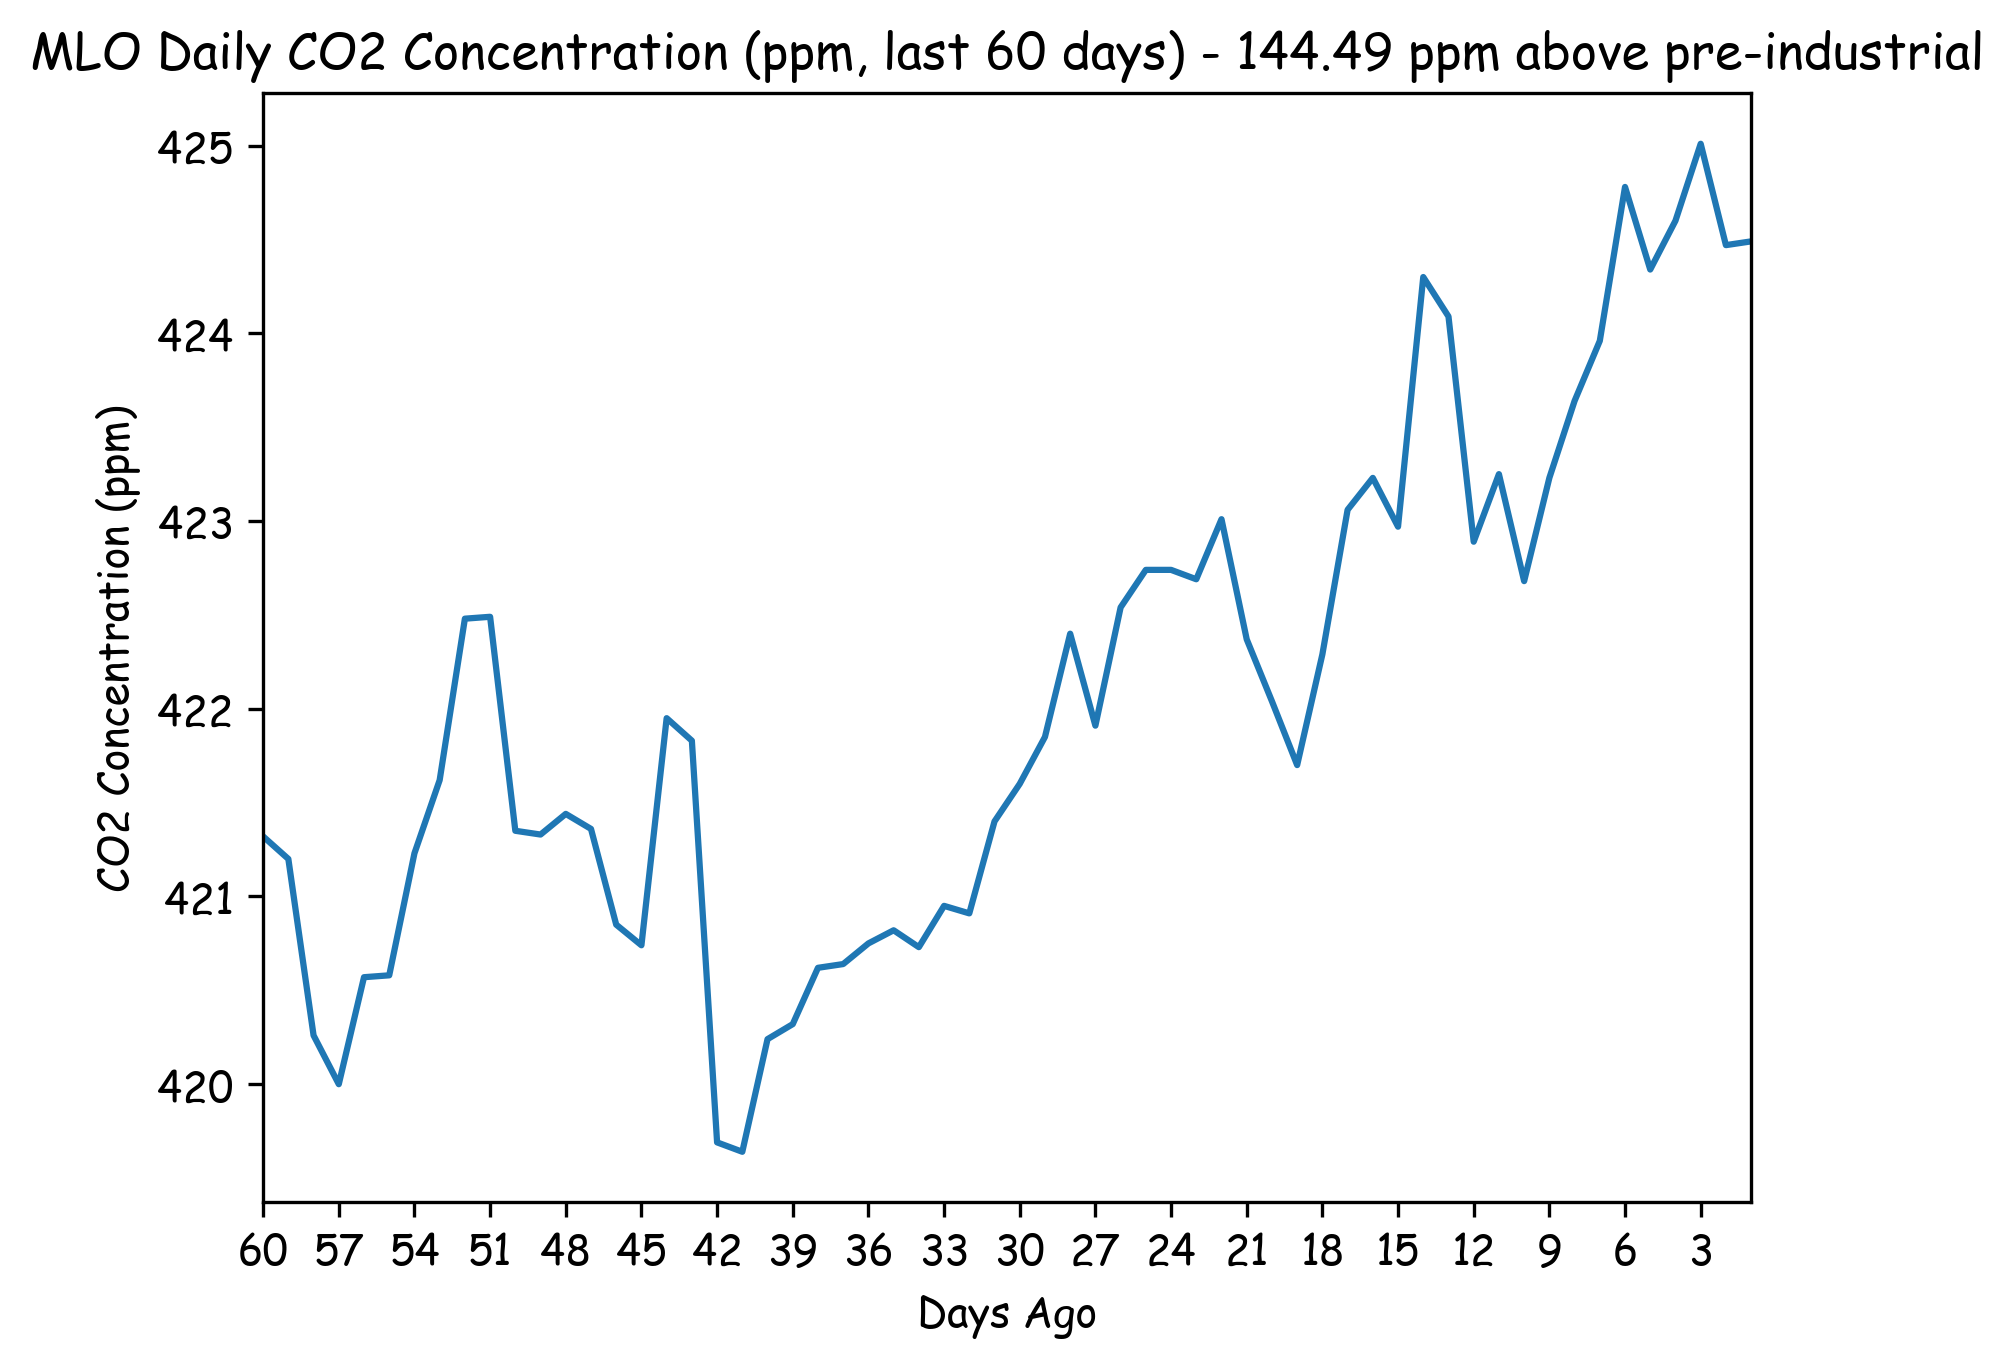 MLO Daily CO2 Concentration (ppm, last 60 days) - 144.49 ppm above pre-industrial
425
424
423
422
421
420
CO2 Concentration (ppm)
60 57 54 51 48 45 42 39 36 33 30 27 24 21 18 15 12 9 6 3
Days Ago